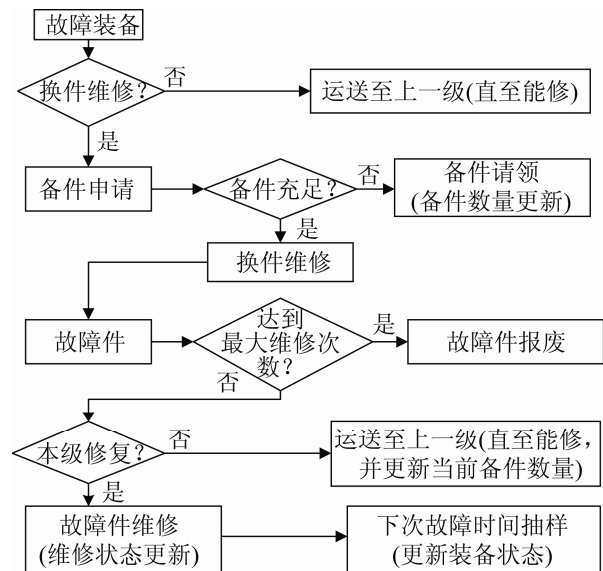 故障装备
换件维修?
否
运送至上一级(直至能修)
是
备件申请
备件充足?
否
备件请领
(备件数量更新)
是
换件维修
故障件
达到
最大维修次
数?
是
故障件报废
否
本级修复?
否
运送至上一级(直至能修,
并更新当前备件数量)
是
故障件维修
(维修状态更新)
下次故障时间抽样
(更新装备状态)